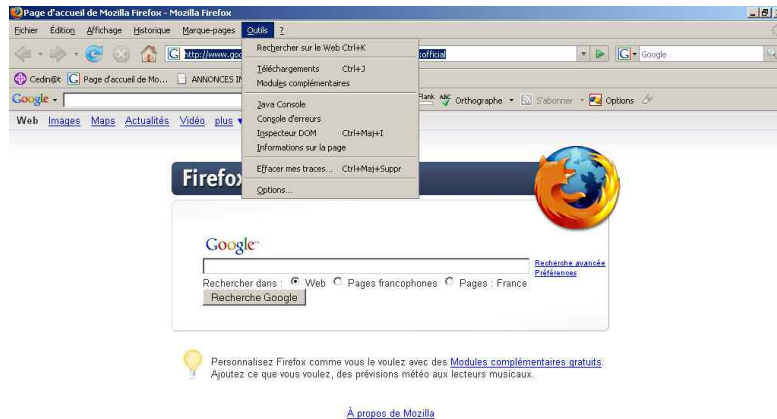 Page d'accueil de Mozilla Firefox - Mozilla Firefox
Fichier Édition Affichage Historique Marque-pages Outils ?
http://www.goo :official Google
Cedin@t Page d'accueil de Mo... ANNONCES
Google Rank Orthographe S'abonner Options
Web Images Maps Actualités Vidéo plus
Rechercher sur le Web Ctrl+K
Téléchargements Ctrl+J
Modules complémentaires
Java Console
Console d'erreurs
Inspecteur DOM Ctrl+Maj+I
Informations sur la page
Effacer mes traces... Ctrl+Maj+Suppr
Options...
Firefox
Google
Recherche avancée
Préférences
Rechercher dans : Web Pages francophones Pages : France
Recherche Google
Personnalisez Firefox comme vous le voulez avec des Modules complémentaires gratuits.
Ajoutez ce que vous voulez, des prévisions météo aux lecteurs musicaux.
À propos de Mozilla